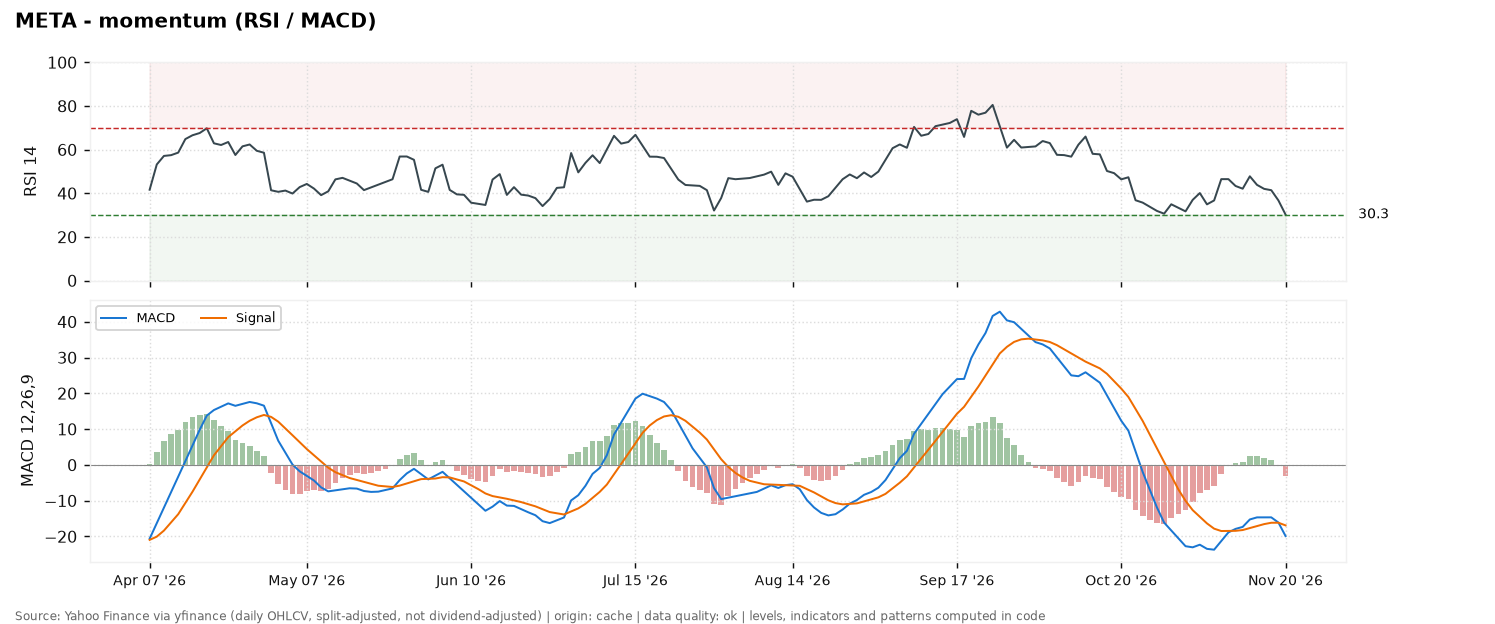 META - momentum (RSI / MACD)
100
80
60
40
20
0
RSI 14
30.3
MACD
Signal
40
30
20
10
0
−10
−20
MACD 12,26,9
Apr 07 '26
May 07 '26
Jun 10 '26
Jul 15 '26
Aug 14 '26
Sep 17 '26
Oct 20 '26
Nov 20 '26
Source: Yahoo Finance via yfinance (daily OHLCV, split-adjusted, not dividend-adjusted) | origin: cache | data quality: ok | levels, indicators and patterns computed in code